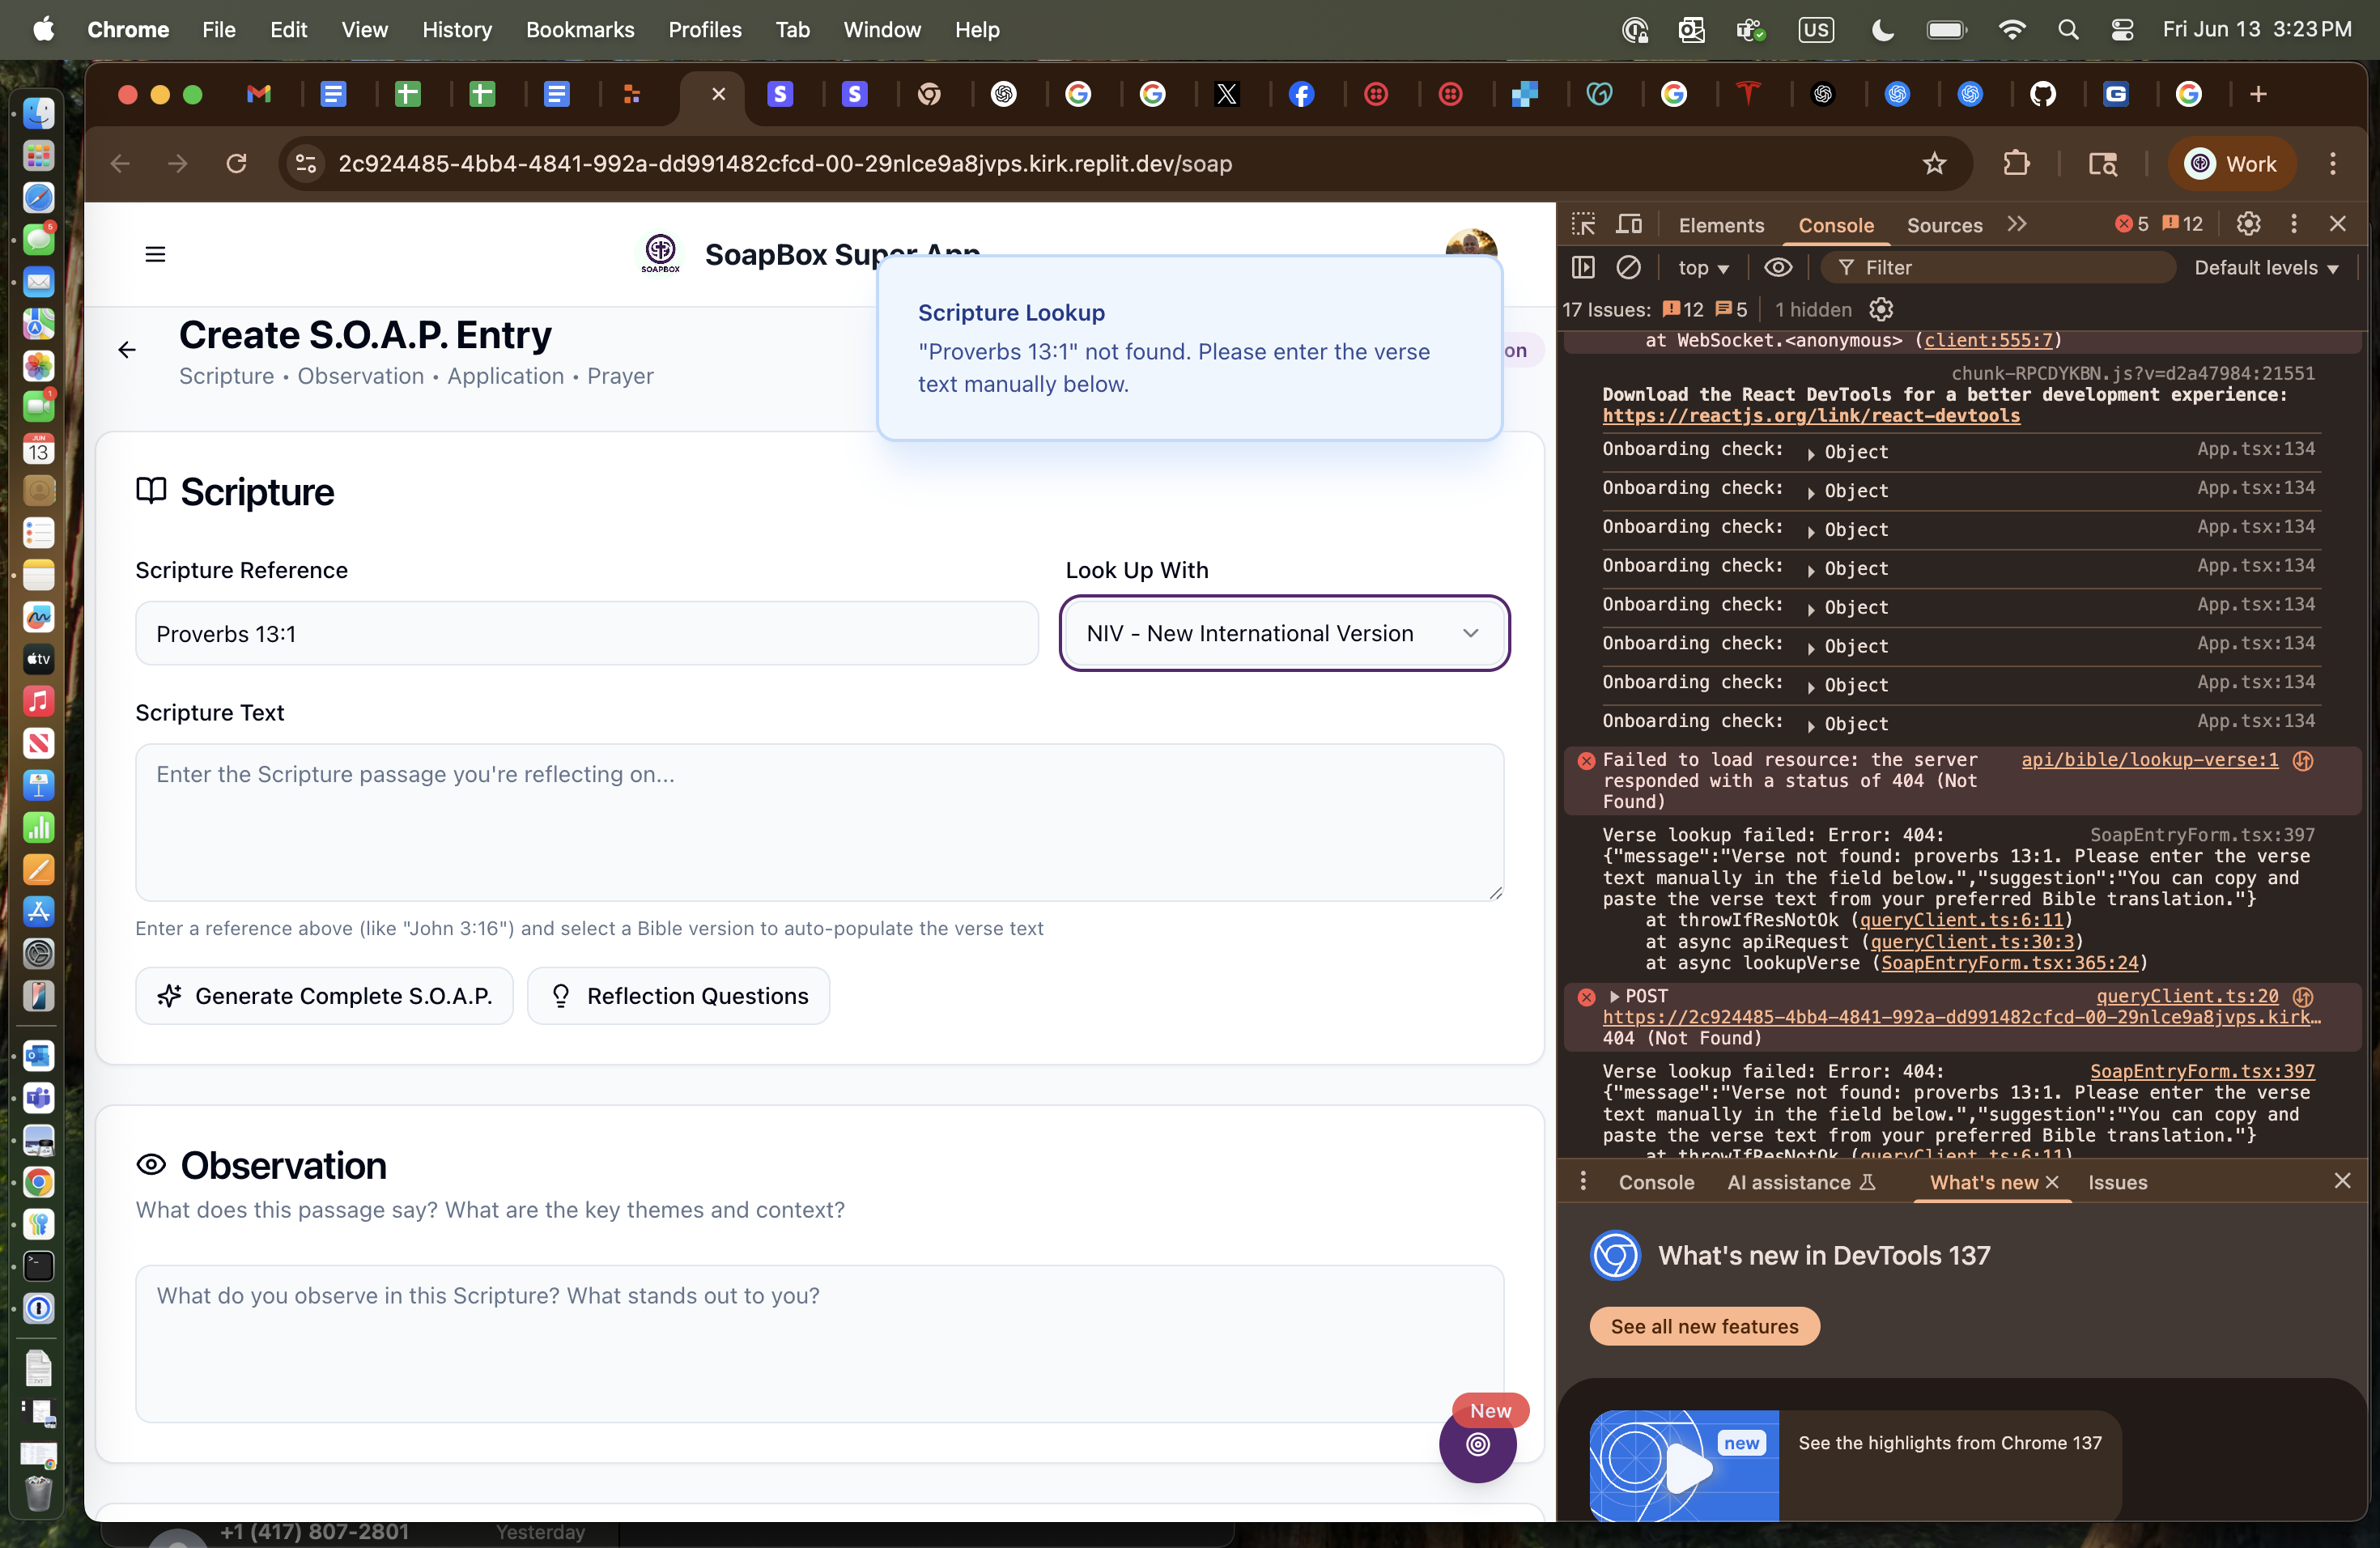 Chrome File Edit View History Bookmarks Profiles Tab Window Help
US
Fri Jun 13 3:23 PM
2c924485-4bb4-4841-992a-dd991482cfcd-00-29nlce9a8jvps.kirk.replit.dev/soap
Work
SOAPBOX
SoapBox Super App
Create S.O.A.P. Entry
Scripture • Observation • Application • Prayer
on
Scripture Lookup
"Proverbs 13:1" not found. Please enter the verse
text manually below.
Scripture
Scripture Reference
Look Up With
Proverbs 13:1
NIV - New International Version
Scripture Text
Enter the Scripture passage you're reflecting on...
Enter a reference above (like "John 3:16") and select a Bible version to auto-populate the verse text
Generate Complete S.O.A.P.
Reflection Questions
Observation
What does this passage say? What are the key themes and context?
What do you observe in this Scripture? What stands out to you?
New
Elements Console Sources
5 12
top
Filter
Default levels
17 Issues: 12 5 1 hidden
at WebSocket.<anonymous> (client:555:7)
chunk-RPCDYKBN.js?v=d2a47984:21551
Download the React DevTools for a better development experience:
https://reactjs.org/link/react-devtools
Onboarding check: Object App.tsx:134
Onboarding check: Object App.tsx:134
Onboarding check: Object App.tsx:134
Onboarding check: Object App.tsx:134
Onboarding check: Object App.tsx:134
Onboarding check: Object App.tsx:134
Onboarding check: Object App.tsx:134
Onboarding check: Object App.tsx:134
Failed to load resource: the server api/bible/lookup-verse:1
responded with a status of 404 (Not
Found)
Verse lookup failed: Error: 404: SoapEntryForm.tsx:397
{"message":"Verse not found: proverbs 13:1. Please enter the verse
text manually in the field below.","suggestion":"You can copy and
paste the verse text from your preferred Bible translation."}
at throwIfResNotOk (queryClient.ts:6:11)
at async apiRequest (queryClient.ts:30:3)
at async lookupVerse (SoapEntryForm.tsx:365:24)
POST queryClient.ts:20
https://2c924485-4bb4-4841-992a-dd991482cfcd-00-29nlce9a8jvps.kirk…
404 (Not Found)
Verse lookup failed: Error: 404: SoapEntryForm.tsx:397
{"message":"Verse not found: proverbs 13:1. Please enter the verse
text manually in the field below.","suggestion":"You can copy and
paste the verse text from your preferred Bible translation."}
at throwIfResNotOk (queryClient.ts:6:11)
Console AI assistance What's new Issues
What's new in DevTools 137
See all new features
new
See the highlights from Chrome 137
+1 (417) 807-2801 Yesterday
5
1
JUN
13
tv